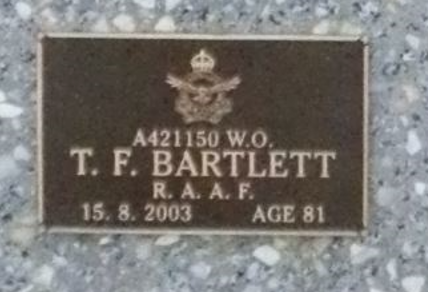 A421150 W.O.
T. F. BARTLETT
R. A. A. F.
15. 8. 2003 AGE 81